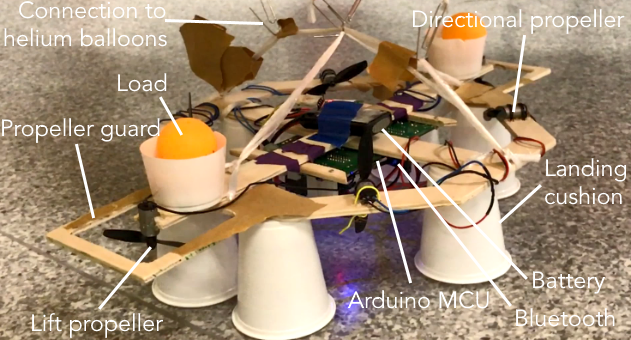 Connection to
helium balloons
Directional propeller
Load
Propeller guard
Landing
cushion
Battery
Arduino MCU
Bluetooth
Lift propeller